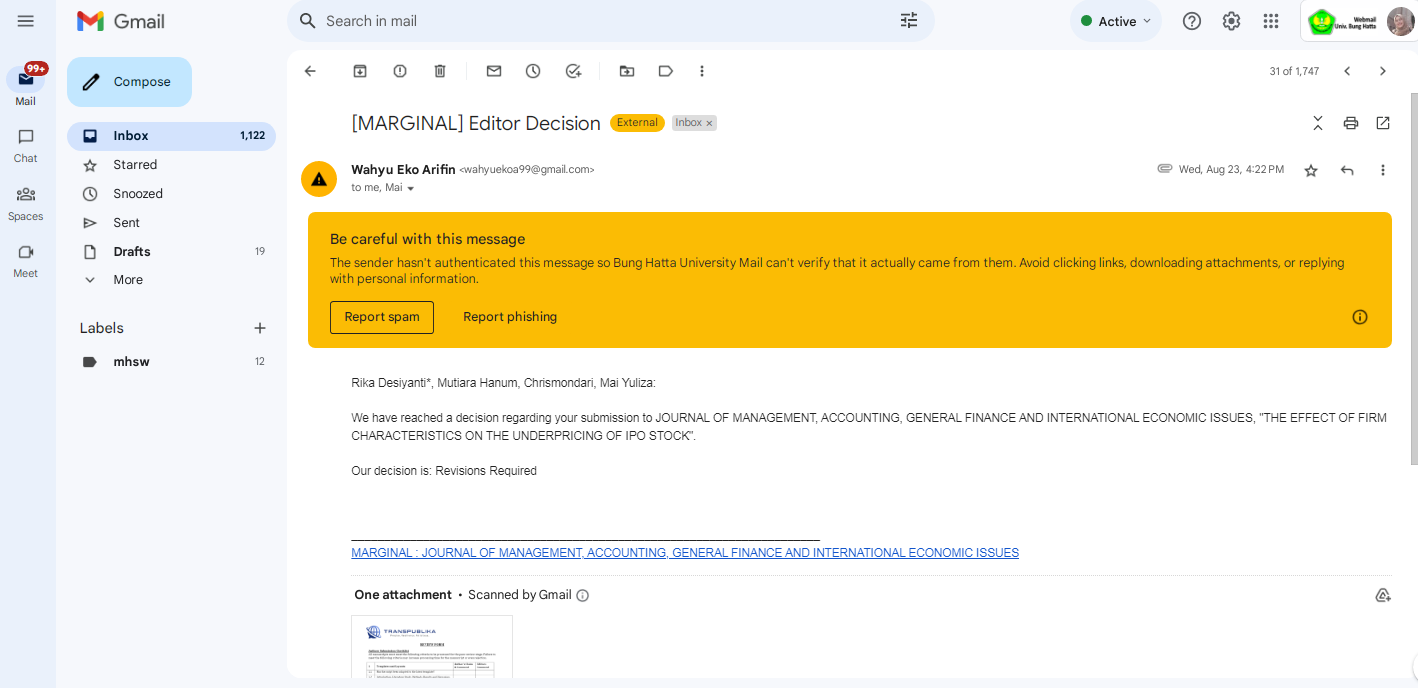 Gmail
Search in mail
Active
Webmail
Univ. Bung Hatta
99+
Mail
Chat
Spaces
Meet
Compose
Inbox 1,122
Starred
Snoozed
Sent
Drafts 19
More
Labels
mhsw 12
31 of 1,747
[MARGINAL] Editor Decision External Inbox ×
Wahyu Eko Arifin <wahyuekoa99@gmail.com> Wed, Aug 23, 4:22 PM
to me, Mai
Be careful with this message
The sender hasn't authenticated this message so Bung Hatta University Mail can't verify that it actually came from them. Avoid clicking links, downloading attachments, or replying
with personal information.
Report spam Report phishing
Rika Desiyanti*, Mutiara Hanum, Chrismondari, Mai Yuliza:
We have reached a decision regarding your submission to JOURNAL OF MANAGEMENT, ACCOUNTING, GENERAL FINANCE AND INTERNATIONAL ECONOMIC ISSUES, "THE EFFECT OF FIRM
CHARACTERISTICS ON THE UNDERPRICING OF IPO STOCK".
Our decision is: Revisions Required
MARGINAL : JOURNAL OF MANAGEMENT, ACCOUNTING, GENERAL FINANCE AND INTERNATIONAL ECONOMIC ISSUES
One attachment • Scanned by Gmail
TRANSPUBLIKA